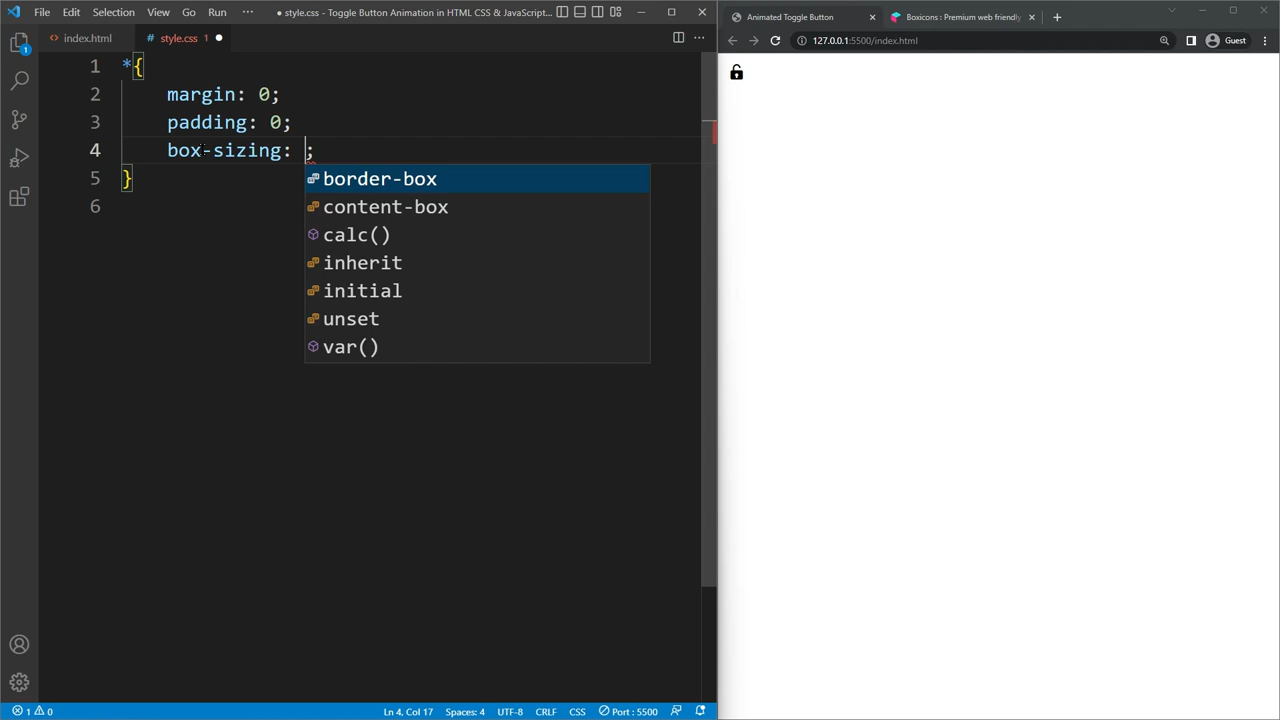 File Edit Selection View Go Run ··· ● style.css - Toggle Button Animation in HTML CSS & JavaScript...
<> index.html # style.css 1 ●
1 *{
2 margin: 0;
3 padding: 0;
4 box-sizing: ;
5 }
6
border-box
content-box
calc()
inherit
initial
unset
var()
1 0 Ln 4, Col 17 Spaces: 4 UTF-8 CRLF CSS Port : 5500
Animated Toggle Button Boxicons : Premium web friendly
127.0.0.1:5500/index.html Guest